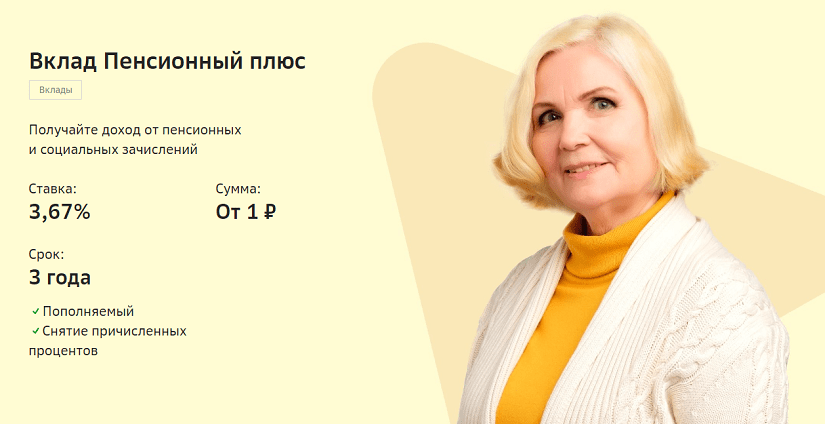 Вклад Пенсионный плюс
Вклады
Получайте доход от пенсионных
и социальных зачислений
Ставка:
3,67%
Сумма:
От 1 ₽
Срок:
3 года
✓ Пополняемый
✓ Снятие причисленных
процентов